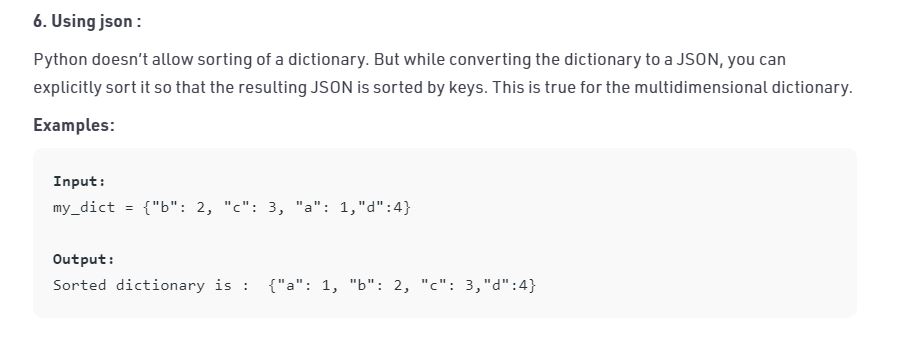 6. Using json :
Python doesn’t allow sorting of a dictionary. But while converting the dictionary to a JSON, you can
explicitly sort it so that the resulting JSON is sorted by keys. This is true for the multidimensional dictionary.
Examples:
Input:
my_dict = {"b": 2, "c": 3, "a": 1,"d":4}
Output:
Sorted dictionary is :  {"a": 1, "b": 2, "c": 3,"d":4}